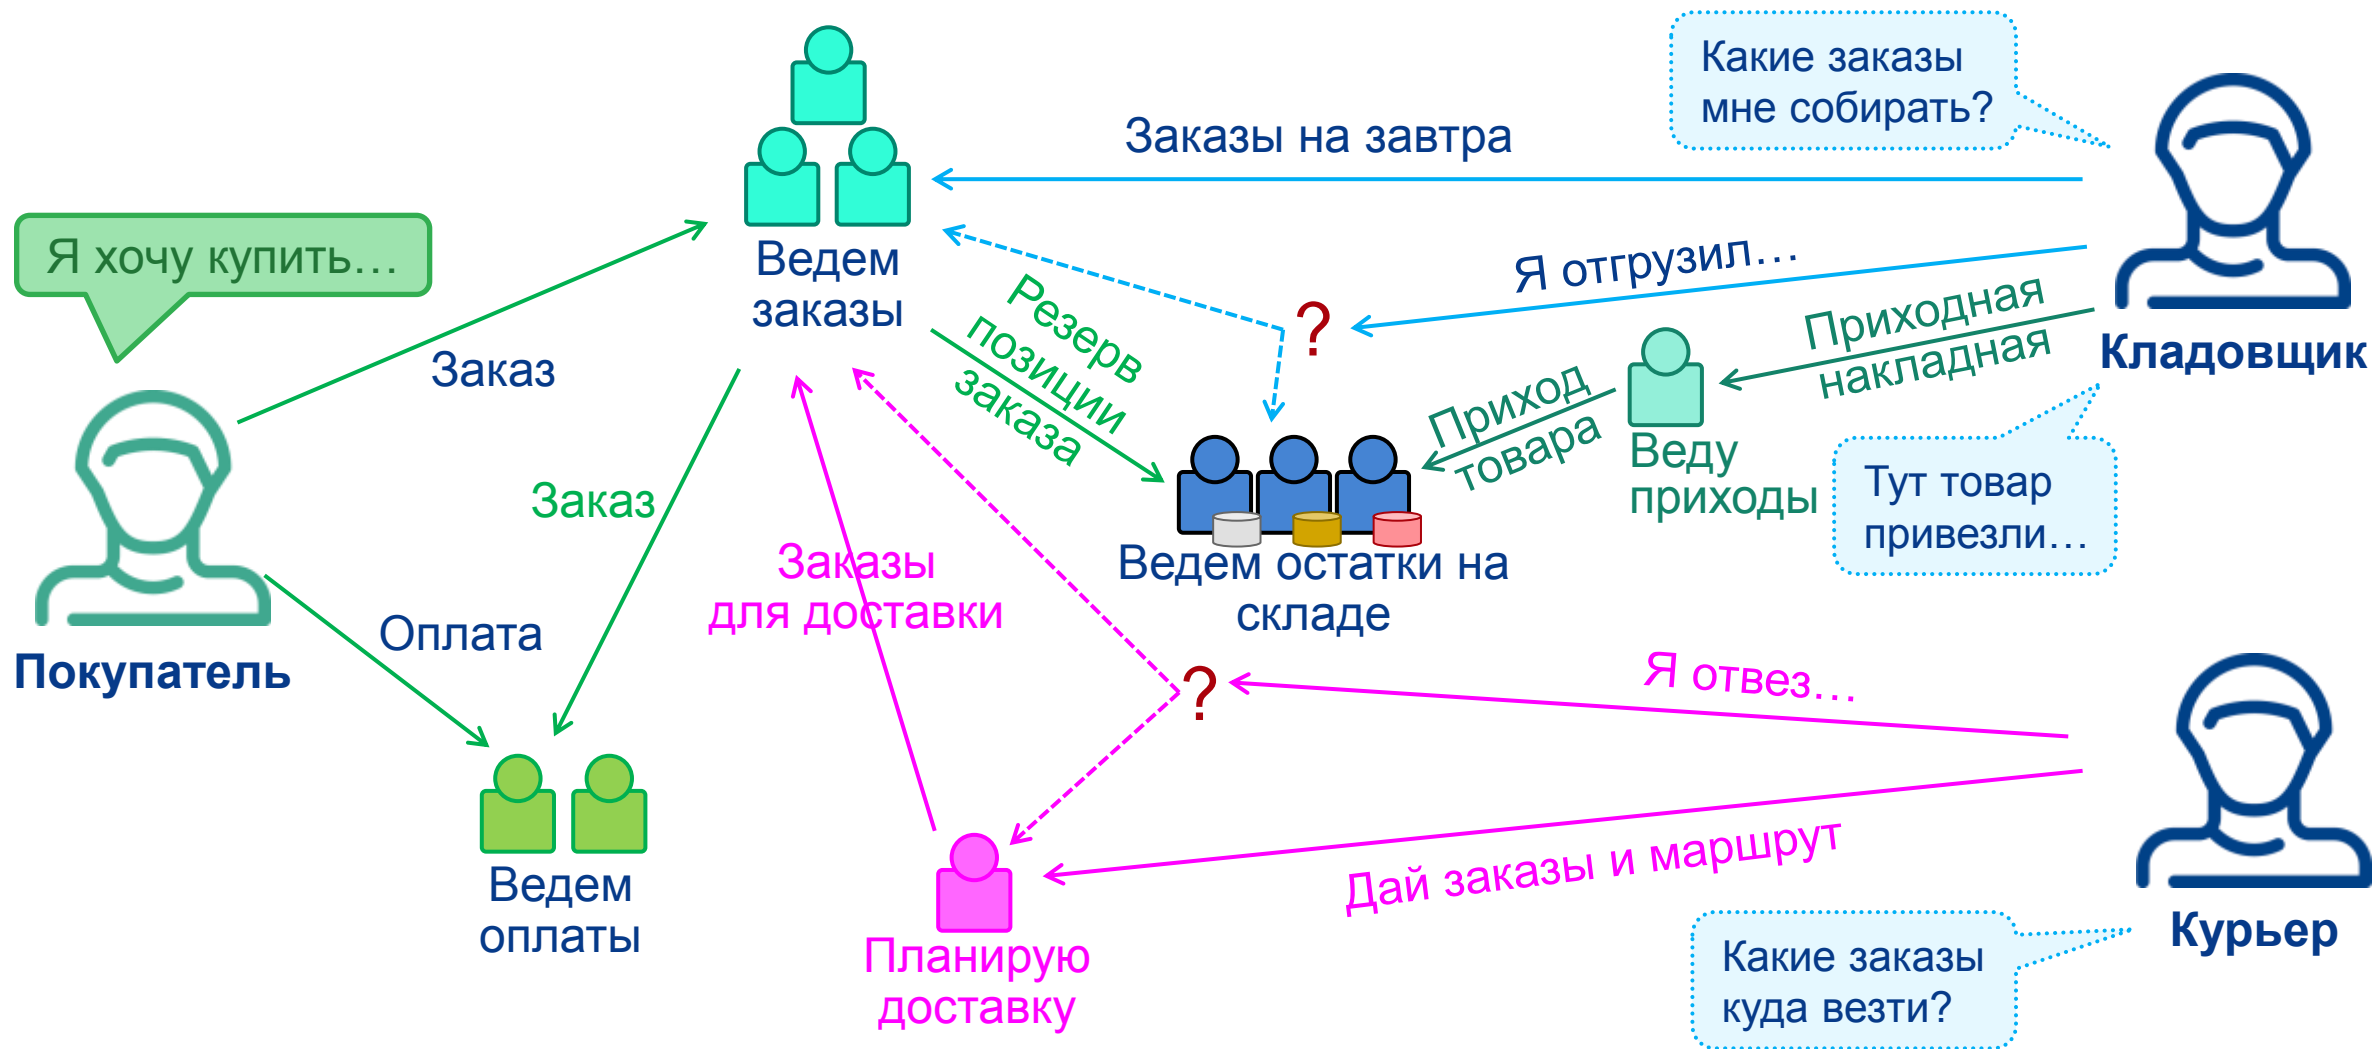 Какие заказы
мне собирать?
Заказы на завтра
Я хочу купить…
Ведем
заказы
Я отгрузил…
?
Резерв
позиции
заказа
Приходная
накладная
Кладовщик
Заказ
Приход
товара
Веду
приходы
Тут товар
привезли…
Заказ
Ведем остатки на
складе
Заказы
для доставки
Оплата
Покупатель
?
Я отвез…
Дай заказы и маршрут
Ведем
оплаты
Планирую
доставку
Курьер
Какие заказы
куда везти?